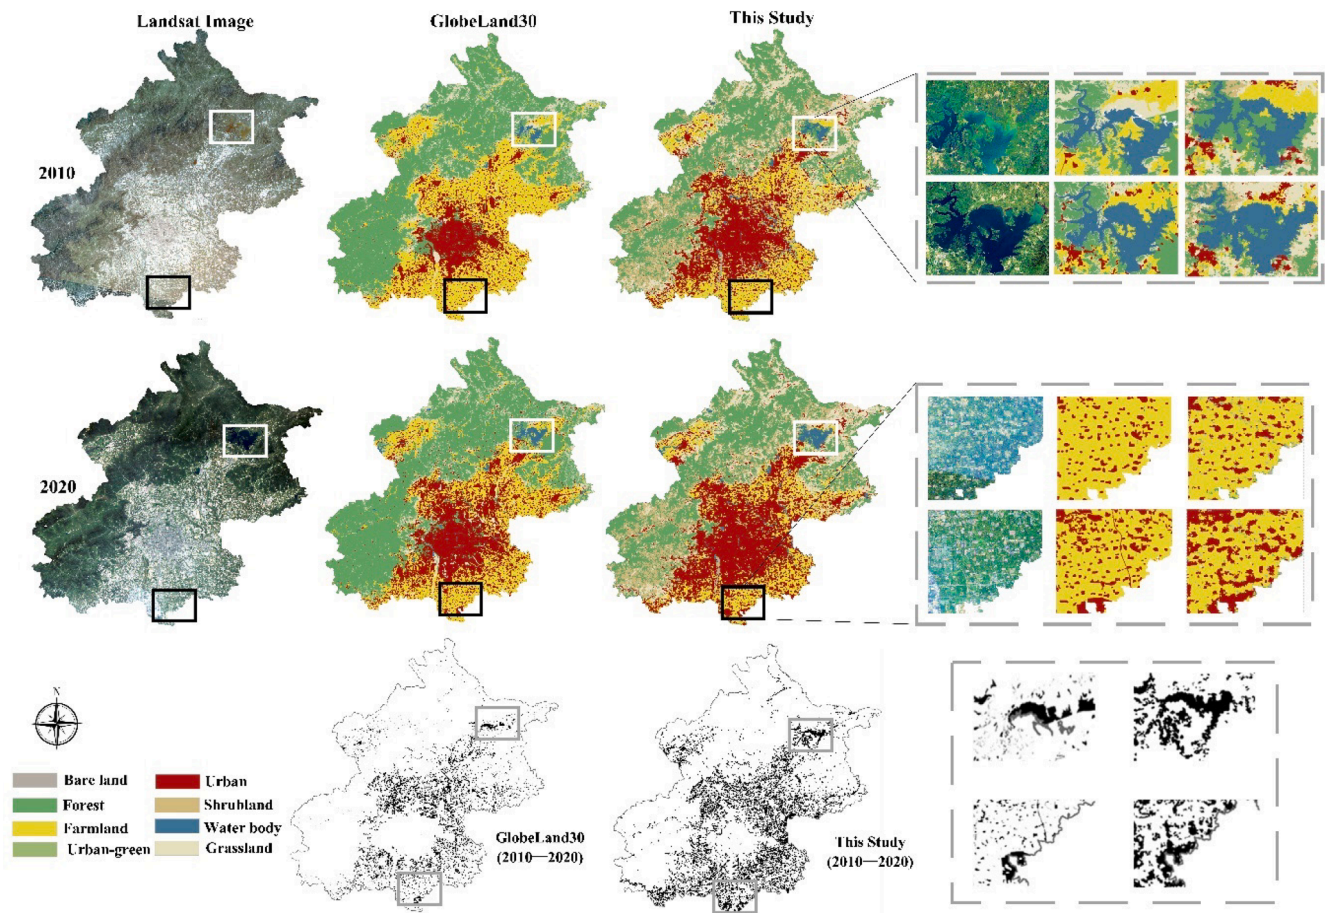 Landsat Image
GlobeLand30
This Study
2010
2020
N
Bare land
Urban
Forest
Shrubland
Farmland
Water body
Urban-green
Grassland
GlobeLand30
(2010—2020)
This Study
(2010—2020)